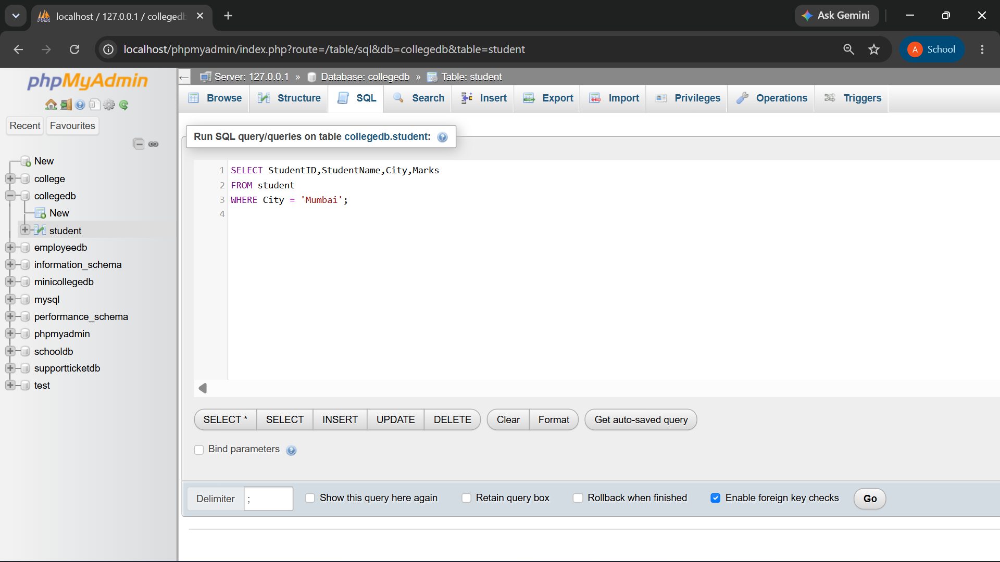 localhost / 127.0.0.1 / collegedb
Ask Gemini
localhost/phpmyadmin/index.php?route=/table/sql&db=collegedb&table=student
A School
phpMyAdmin
Server: 127.0.0.1 » Database: collegedb » Table: student
Browse Structure SQL Search Insert Export Import Privileges Operations Triggers
Recent Favourites
Run SQL query/queries on table collegedb.student:
New
college
collegedb
New
student
employeedb
information_schema
minicollegedb
mysql
performance_schema
phpmyadmin
schooldb
supportticketdb
test
1 SELECT StudentID,StudentName,City,Marks
2 FROM student
3 WHERE City = 'Mumbai';
4
SELECT * SELECT INSERT UPDATE DELETE Clear Format Get auto-saved query
Bind parameters
Delimiter ; Show this query here again Retain query box Rollback when finished Enable foreign key checks Go